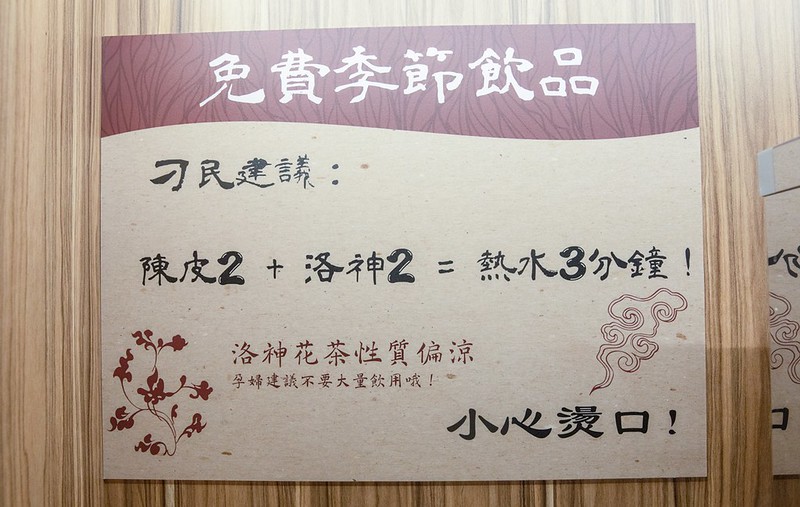 免費季節飲品
刁民建議：
陳皮2 + 洛神2 = 熱水3分鐘！
洛神花茶性質偏涼
孕婦建議不要大量飲用哦！
小心燙口！